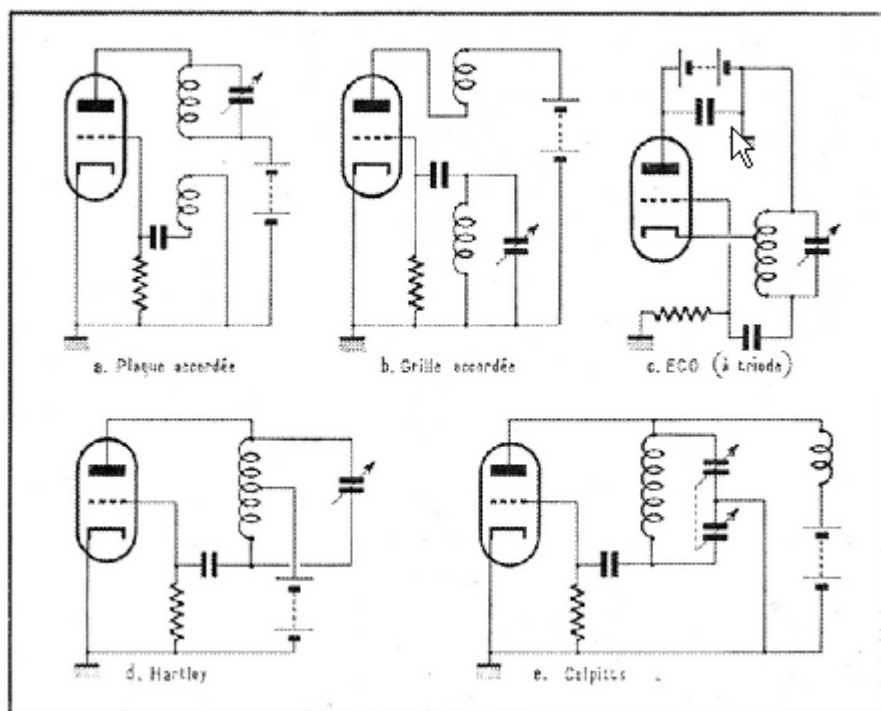 a. Plaque accordée
b. Grille accordée
c. ECO (à triode)
d. Hartley
e. Colpitts